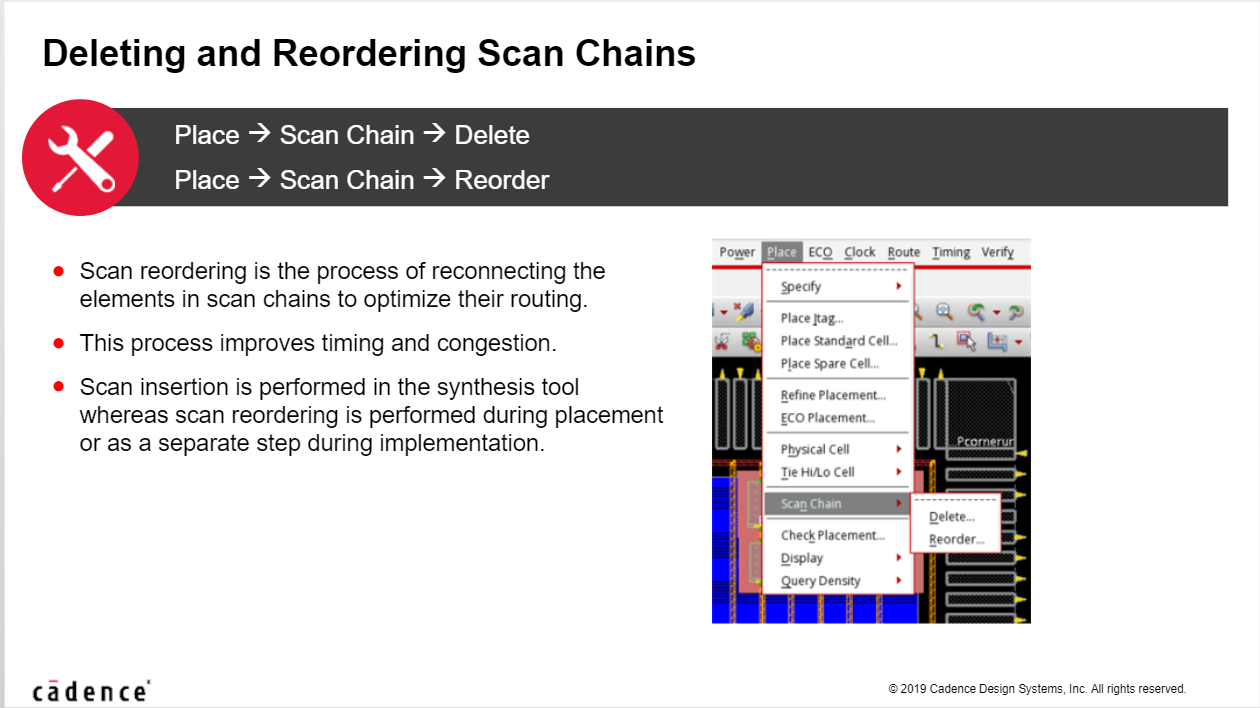 Deleting and Reordering Scan Chains
Place → Scan Chain → Delete
Place → Scan Chain → Reorder
• Scan reordering is the process of reconnecting the
elements in scan chains to optimize their routing.
• This process improves timing and congestion.
• Scan insertion is performed in the synthesis tool
whereas scan reordering is performed during placement
or as a separate step during implementation.
Power Place ECO Clock Route Timing Verify
Specify
Place Jtag...
Place Standard Cell...
Place Spare Cell...
Refine Placement...
ECO Placement...
Physical Cell
Tie Hi/Lo Cell
Scan Chain
Delete...
Reorder...
Check Placement...
Display
Query Density
Pcornerur
cādence
© 2019 Cadence Design Systems, Inc. All rights reserved.